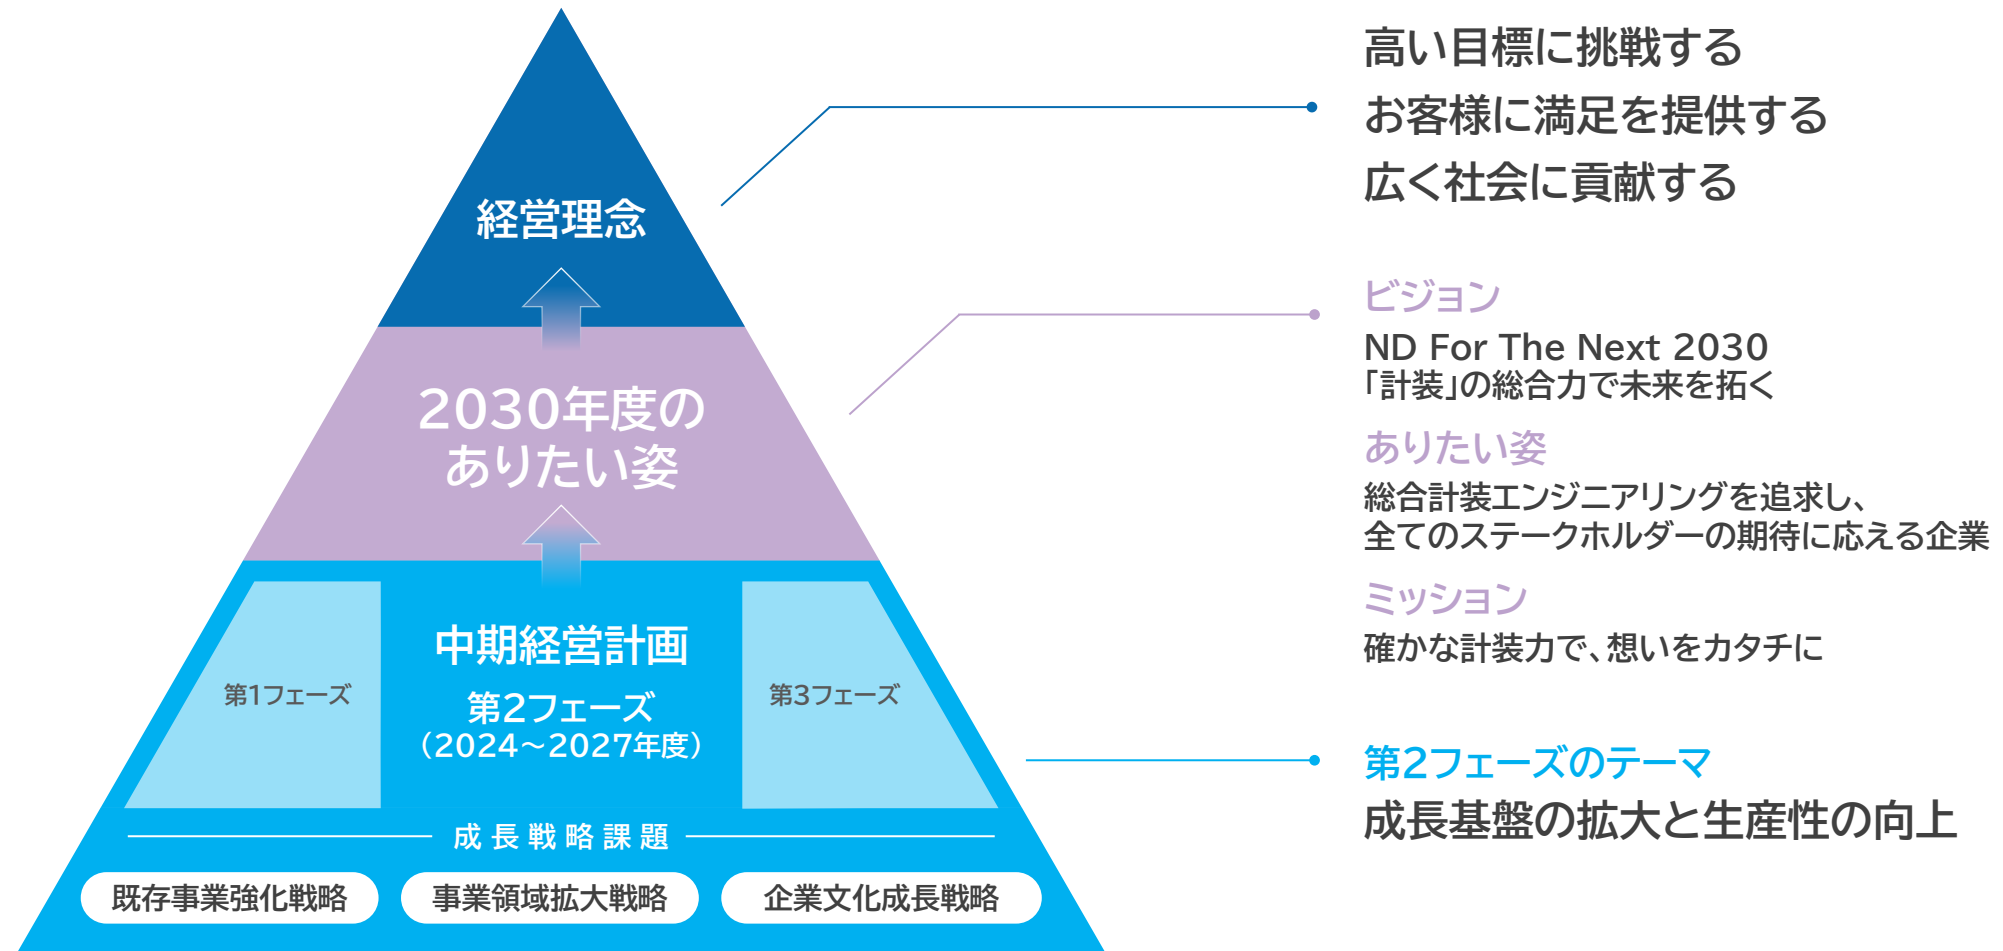 経営理念
2030年度の
ありたい姿
中期経営計画
第1フェーズ
第2フェーズ
(2024～2027年度)
第3フェーズ
成長戦略課題
既存事業強化戦略
事業領域拡大戦略
企業文化成長戦略
高い目標に挑戦する
お客様に満足を提供する
広く社会に貢献する
ビジョン
ND For The Next 2030
「計装」の総合力で未来を拓く
ありたい姿
総合計装エンジニアリングを追求し、
全てのステークホルダーの期待に応える企業
ミッション
確かな計装力で、想いをカタチに
第2フェーズのテーマ
成長基盤の拡大と生産性の向上